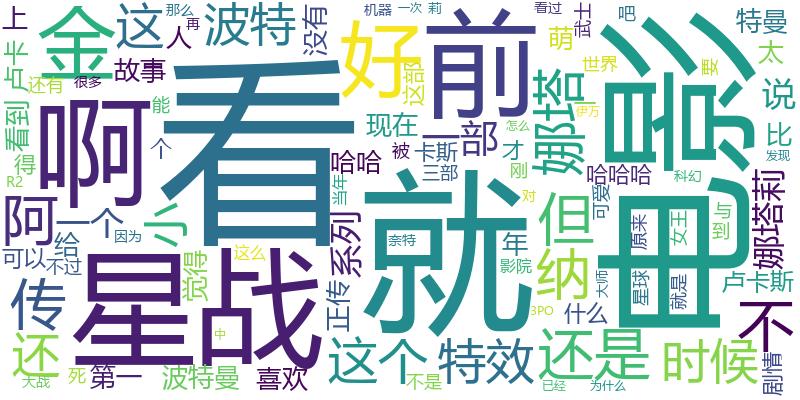 上
金
这
人
那么
再
波特
没有
机器
一次
莉
好
前
看过
萌
武士
吧
电影
特曼
太
卢卡
还有
很多
故事
看
这部
娜塔
世界
要
说
看到
啊
能
现在
一部
比
得
个
哈哈
被
卡斯
三部
才
刚
怎么
伊万
哈哈哈
科幻
发现
R2
阿
一个
小
当年
就
对
但
可爱
原来
女王
与
到
娜塔莉
给
因为
系列
奈特
年
可以
不过
觉得
这么
影院
纳
大师
星球
就是
卢卡斯
传
星战
正传
3PO
什么
不
还
中
这个
特效
还是
时候
剧情
大战
死
第一
波特曼
喜欢
不是
已经
为什么